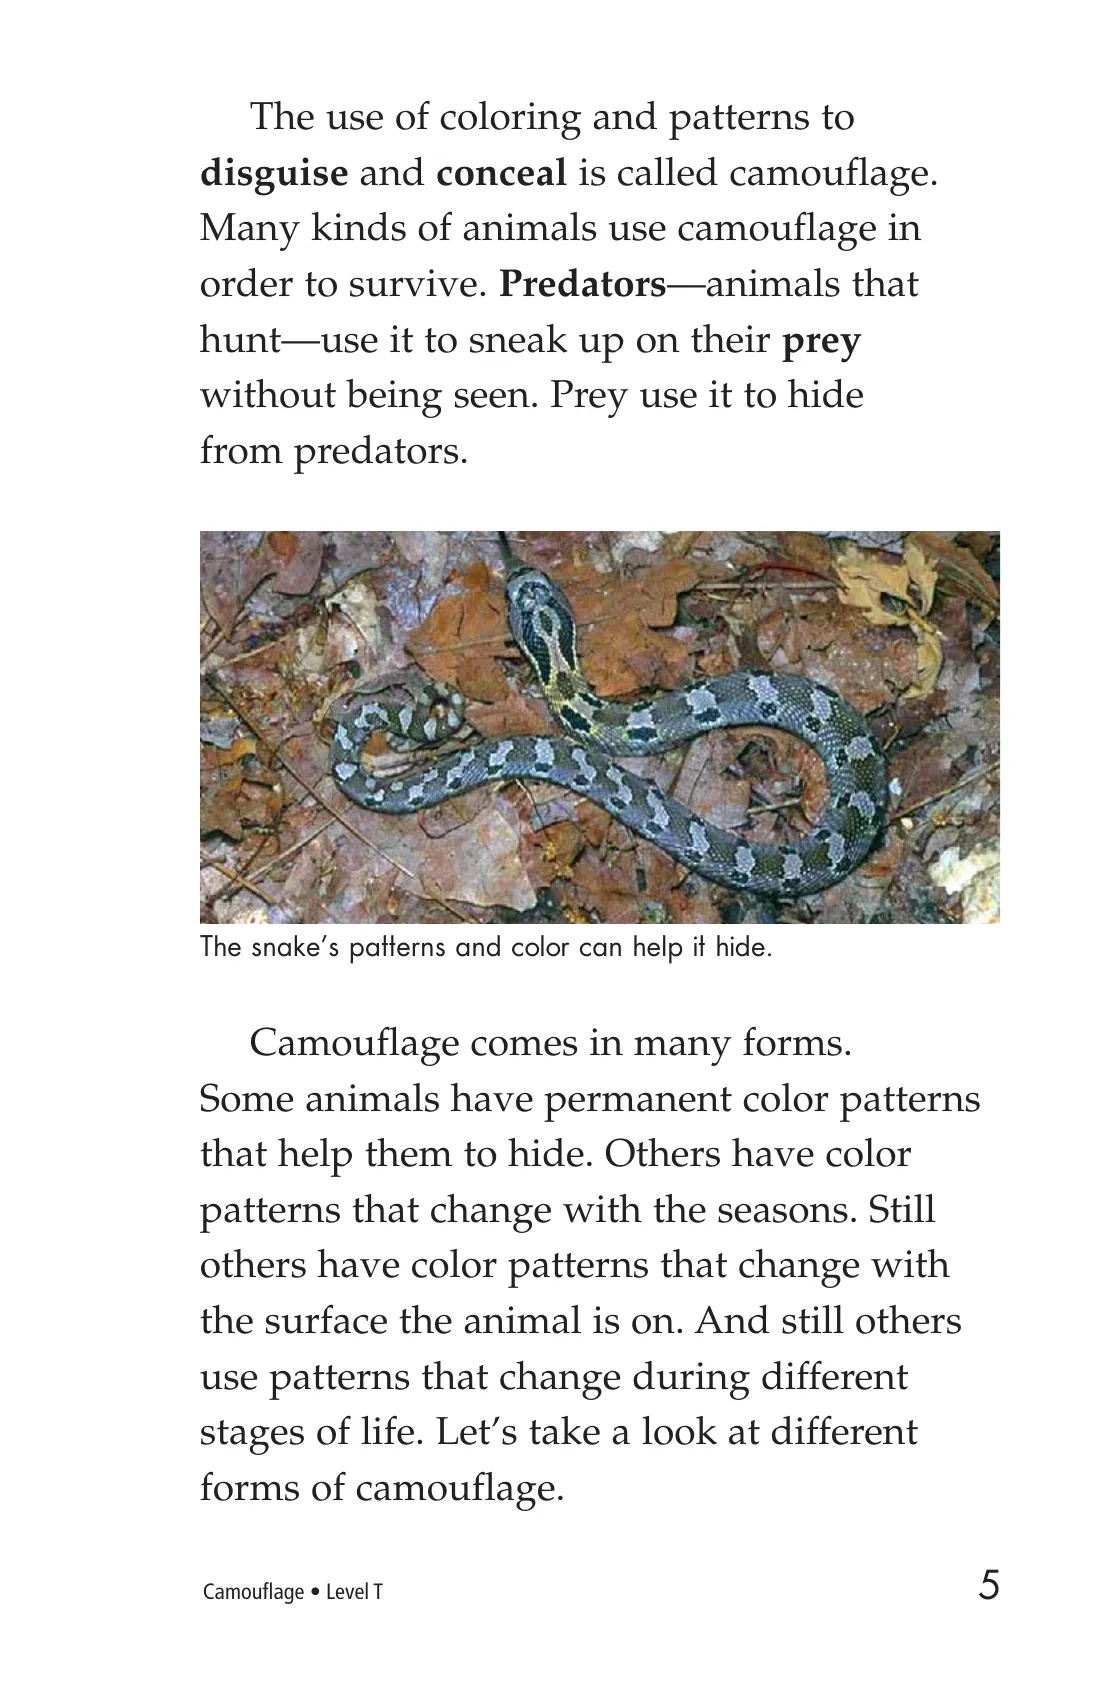 The use of coloring and patterns to
disguise and conceal is called camouflage.
Many kinds of animals use camouflage in
order to survive. Predators—animals that
hunt—use it to sneak up on their prey
without being seen. Prey use it to hide
from predators.
The snake’s patterns and color can help it hide.
Camouflage comes in many forms.
Some animals have permanent color patterns
that help them to hide. Others have color
patterns that change with the seasons. Still
others have color patterns that change with
the surface the animal is on. And still others
use patterns that change during different
stages of life. Let’s take a look at different
forms of camouflage.
Camouflage • Level T
5